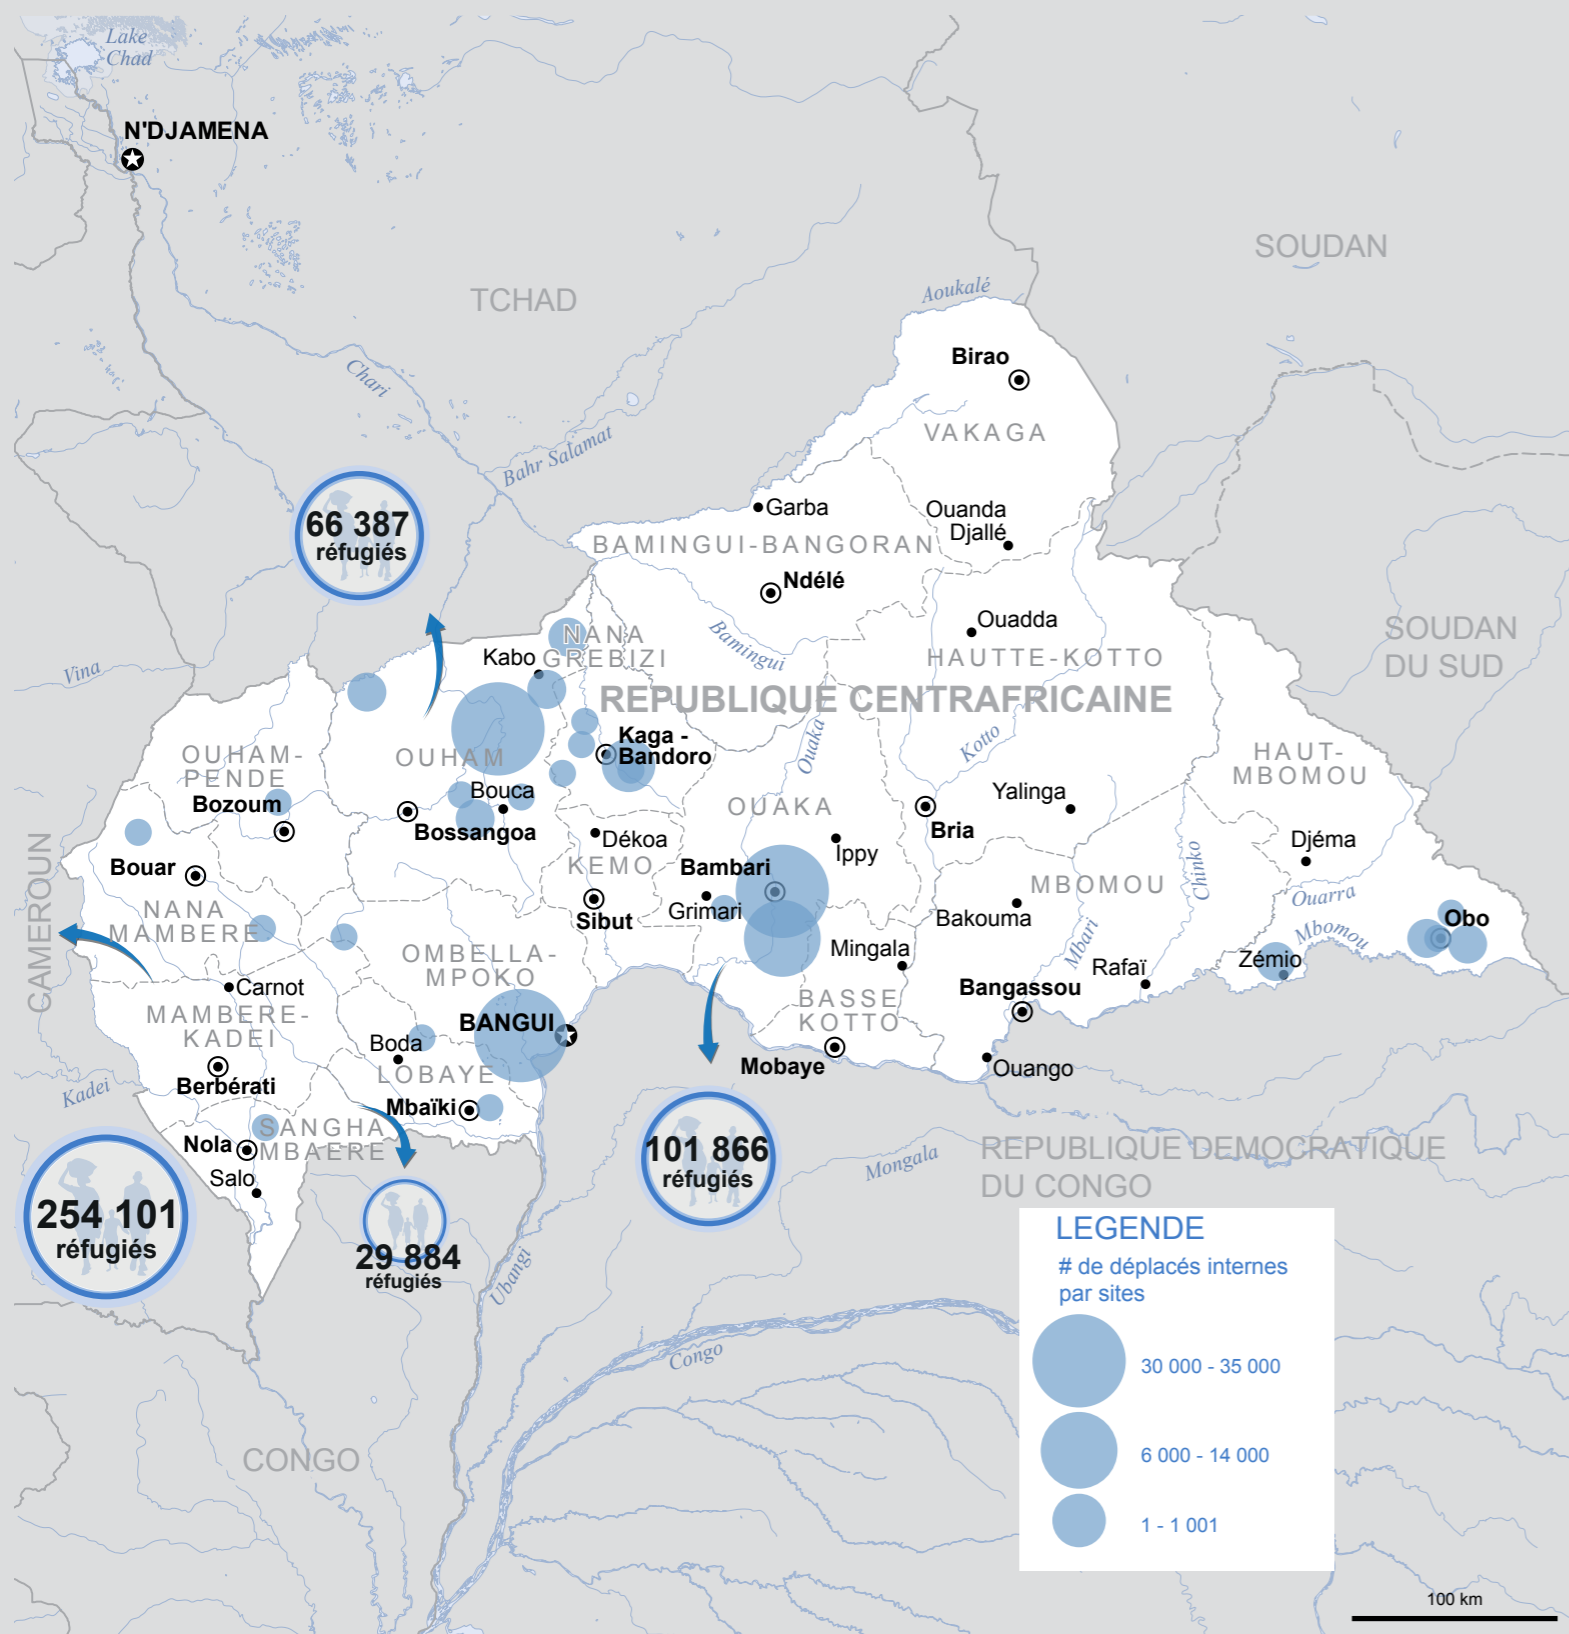 Lake
Chad
N'DJAMENA
SOUDAN
TCHAD
Aoukalé
Birao
Chari
VAKAGA
Bahr Salamat
Garba
Ouanda
Djallé
66 387
réfugiés
BAMINGUI-BANGORAN
Ndélé
Ouadda
SOUDAN
DU SUD
NANA
GREBIZI
Kabo
Bamingui
HAUTTE-KOTTO
Vina
REPUBLIQUE CENTRAFRICAINE
Kaga -
Bandoro
Ouaka
Kotto
OUHAM-
PENDE
OUHAM
HAUT-
MBOMOU
Bozoum
Bouca
Bossangoa
OUAKA
Yalinga
Bria
Dékoa
Ippy
Djéma
CAMEROUN
Bouar
KEMO
Bambari
Grimari
MBOMOU
Chinko
Ouarra
NANA
MAMBERE
Sibut
Bakouma
Mbari
Mbomou
Obo
OMBELLA-
MPOKO
Mingala
Rafaï
Zémio
Carnot
BASSE
KOTTO
Bangassou
MAMBERE-
KADEI
BANGUI
Boda
Mobaye
Ouango
Kadei
Berbérati
LOBAYE
Mbaïki
Nola
SANGHA
MBAERE
Salo
101 866
réfugiés
Mongala
REPUBLIQUE DEMOCRATIQUE
DU CONGO
254 101
réfugiés
29 884
réfugiés
Ubangi
Congo
CONGO
LEGENDE
# de déplacés internes
par sites
30 000 - 35 000
6 000 - 14 000
1 - 1 001
100 km